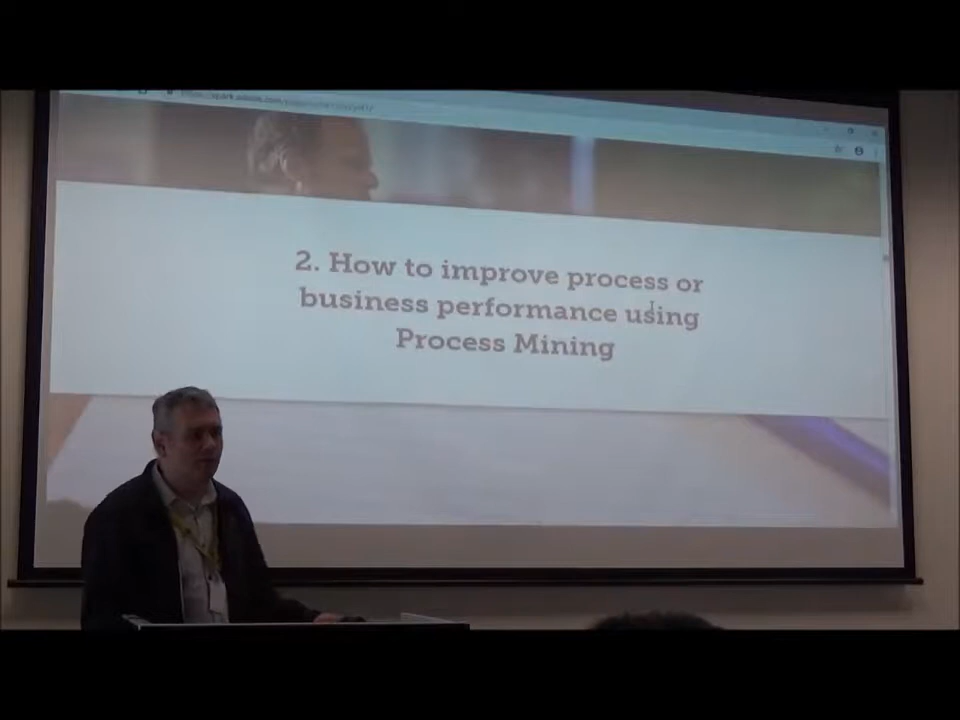 2. How to improve process or
business performance using
Process Mining